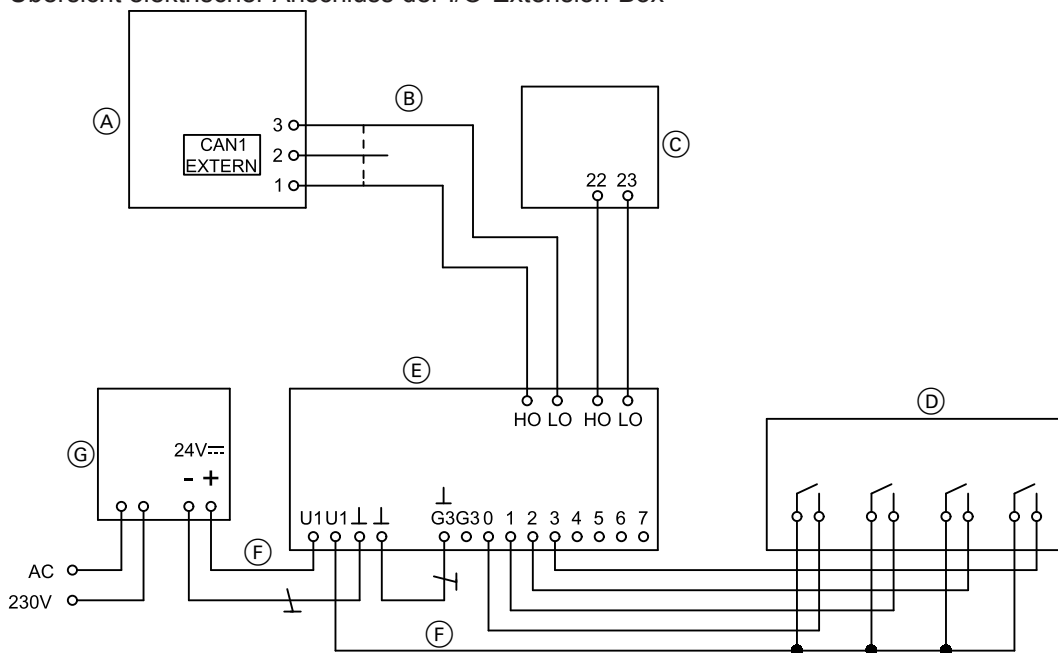 Übersicht elektrischer Anschluss der I/O Extension Box
B
A
C
3
CAN1
EXTERN
2
1
22 23
E
HO LO HO LO
D
G
24V
- +
U1 U1 ⊥ ⊥ ⊥
G3 G3 0 1 2 3 4 5 6 7
F
AC
230V
F